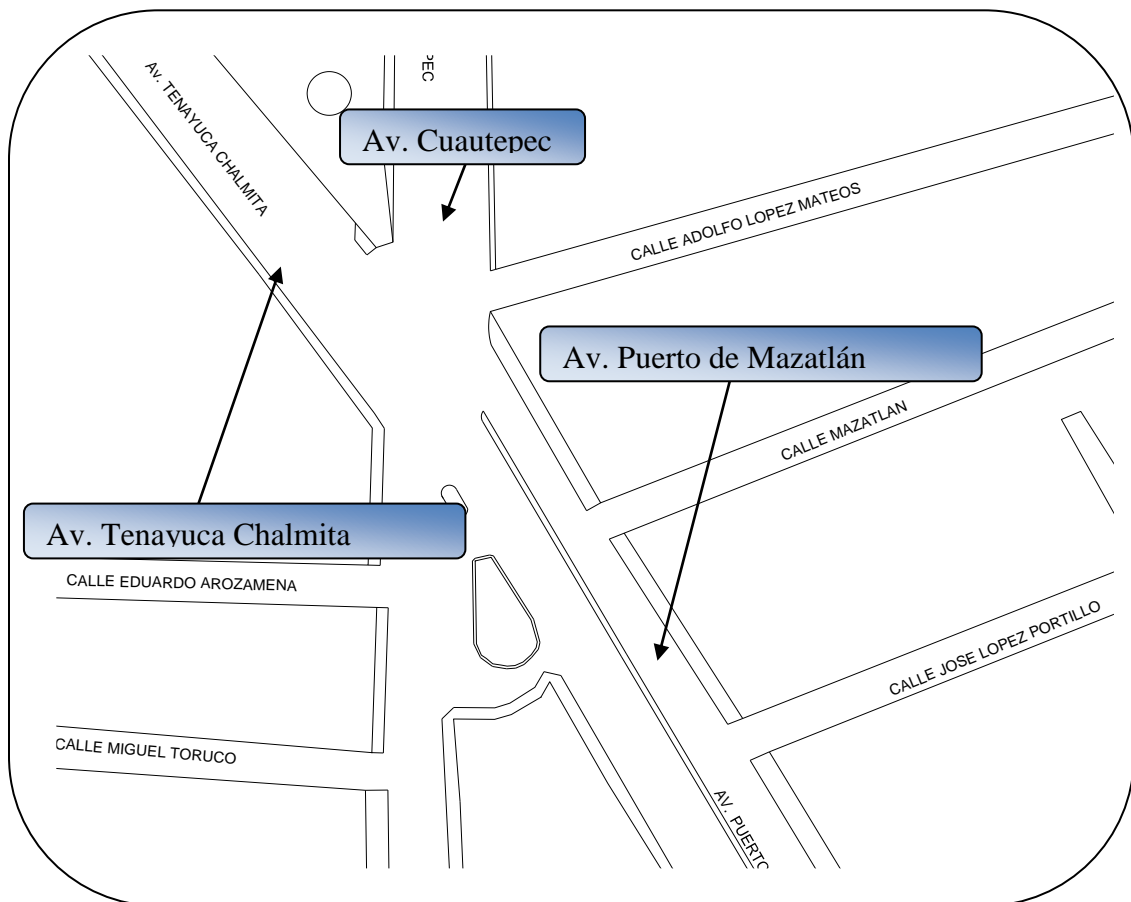 PEC
Av. TENAYUCA CHALMITA
Av. Cuautepec
CALLE ADOLFO LOPEZ MATEOS
Av. Puerto de Mazatlán
CALLE MAZATLAN
Av. Tenayuca Chalmita
CALLE EDUARDO AROZAMENA
CALLE JOSE LOPEZ PORTILLO
CALLE MIGUEL TORUCO
AV. PUERTO